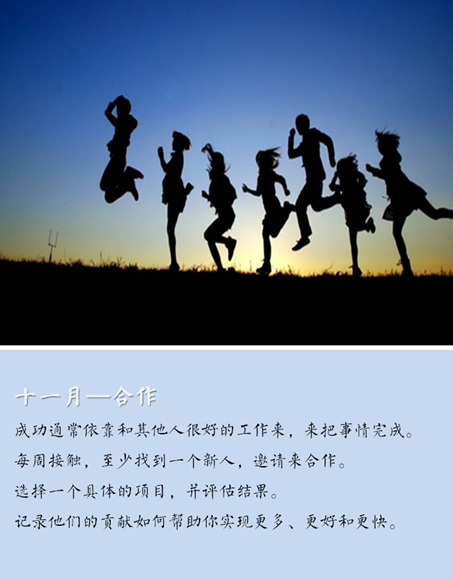 十一月—合作
成功通常依靠和其他人很好的工作来，来把事情完成。
每周接触，至少找到一个新人，邀请来合作。
选择一个具体的项目，并评估结果。
记录他们的贡献如何帮助你实现更多、更好和更快。